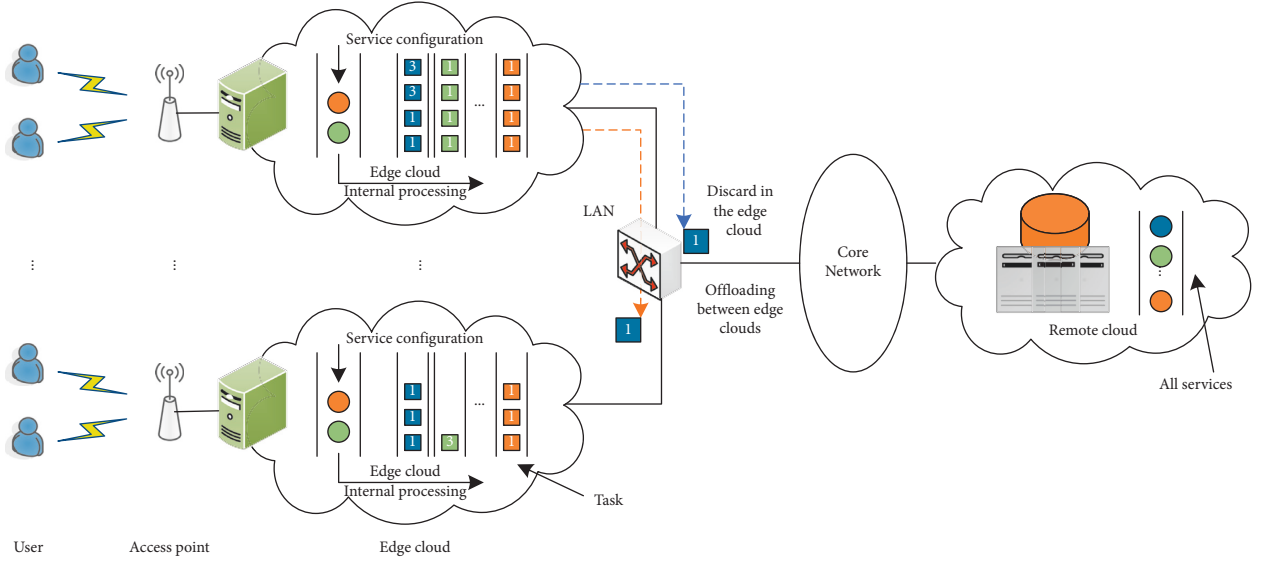 Service configuration
3 1 1
3 1 ... 1
1 1 1
1 1 1
Edge cloud
Internal processing
LAN
Discard in
the edge
cloud
1
Core
Network
Offloading
between edge
clouds
1
Remote cloud
All services
Service configuration
1 ... 1
1 1
1 3 1
Edge cloud
Internal processing
Task
User
Access point
Edge cloud